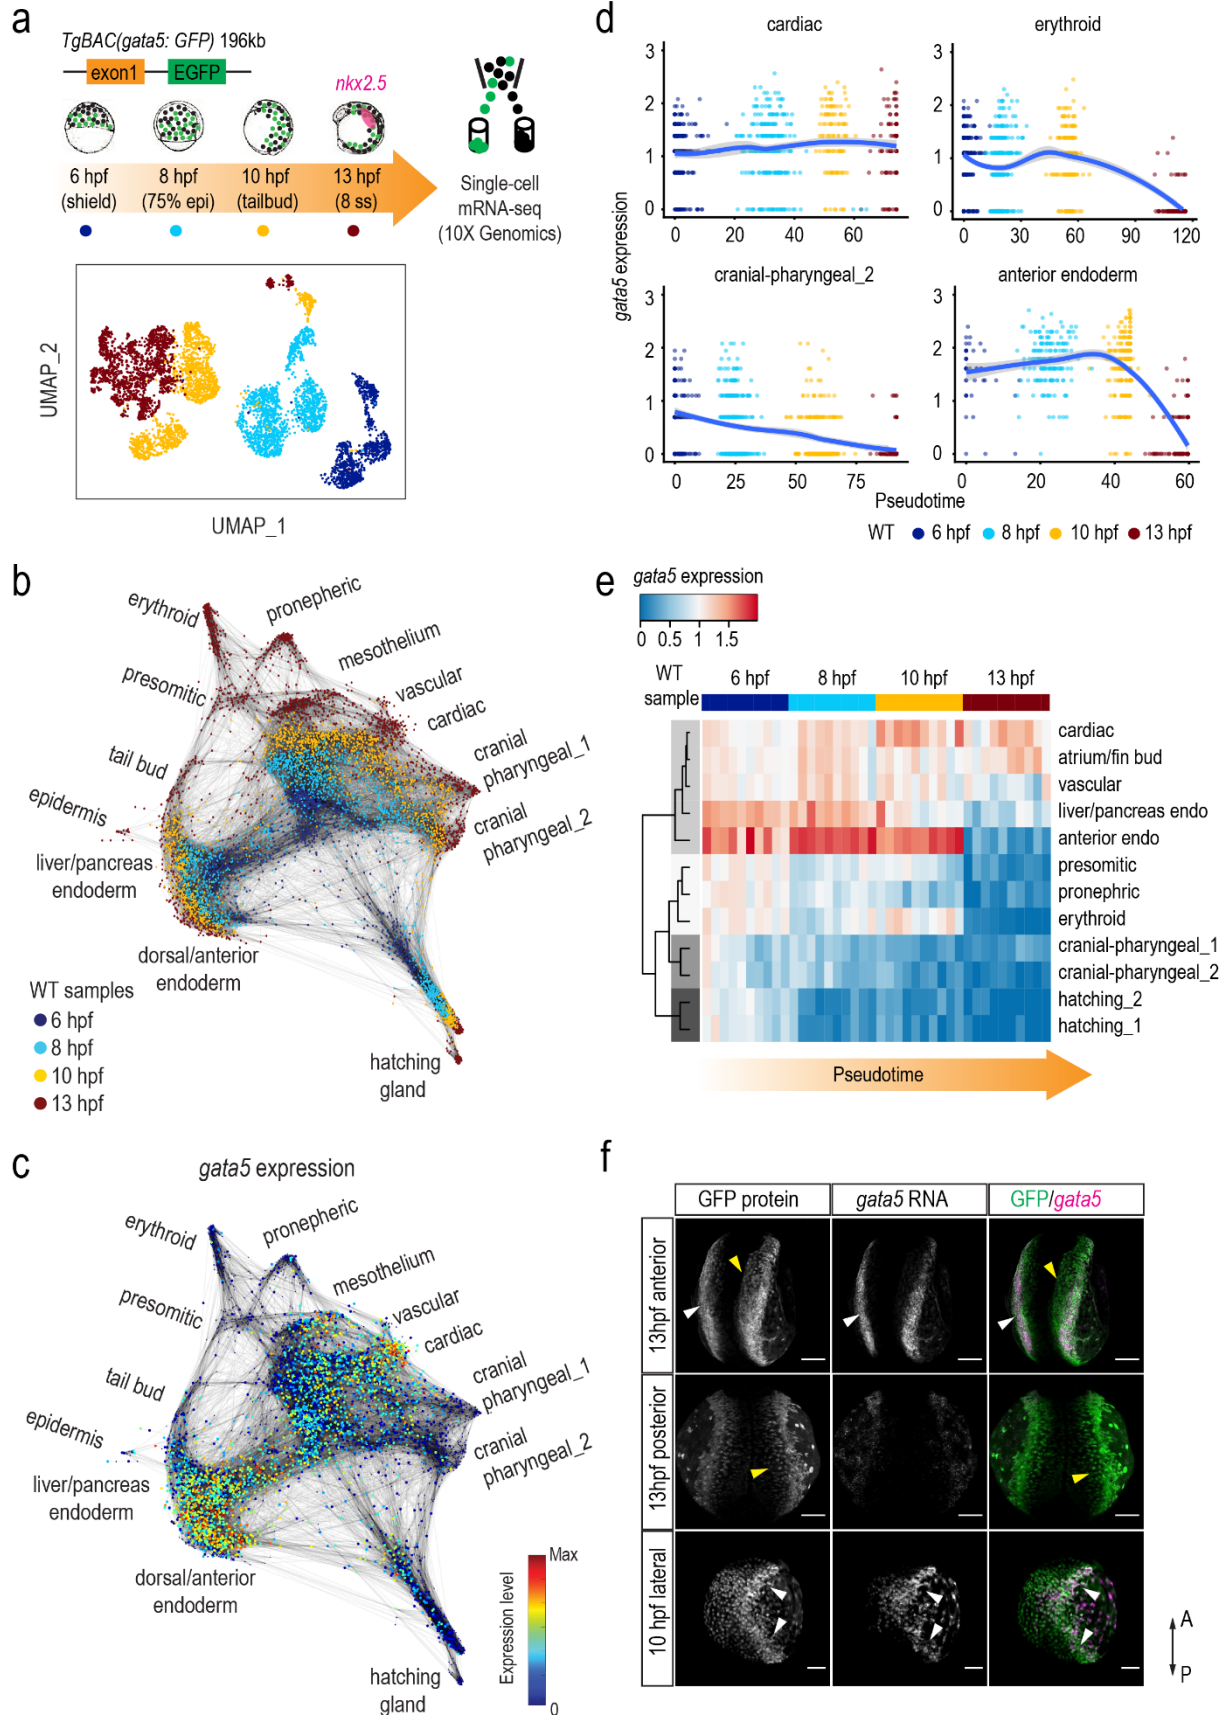 a
TgBAC(gata5: GFP) 196kb
exon1
EGFP
nkx2.5
6 hpf
(shield)
8 hpf
(75% epi)
10 hpf
(tailbud)
13 hpf
(8 ss)
Single-cell
mRNA-seq
(10X Genomics)
UMAP_2
UMAP_1
b
erythroid
pronepheric
mesothelium
presomitic
vascular
cardiac
tail bud
cranial
pharyngeal_1
epidermis
cranial
pharyngeal_2
liver/pancreas
endoderm
dorsal/anterior
endoderm
WT samples
6 hpf
8 hpf
10 hpf
13 hpf
hatching
gland
c
gata5 expression
erythroid
pronepheric
mesothelium
presomitic
vascular
cardiac
tail bud
cranial
pharyngeal_1
epidermis
cranial
pharyngeal_2
liver/pancreas
endoderm
dorsal/anterior
endoderm
hatching
gland
Expression level
Max
0
d
cardiac
erythroid
gata5 expression
3
2
1
0
0 20 40 60
3
2
1
0
0 30 60 90 120
cranial-pharyngeal_2
anterior endoderm
3
2
1
0
0 25 50 75
3
2
1
0
0 20 40 60
Pseudotime
WT 6 hpf 8 hpf 10 hpf 13 hpf
e
gata5 expression
0 0.5 1 1.5
WT
sample
6 hpf 8 hpf 10 hpf 13 hpf
cardiac
atrium/fin bud
vascular
liver/pancreas endo
anterior endo
presomitic
pronephric
erythroid
cranial-pharyngeal_1
cranial-pharyngeal_2
hatching_2
hatching_1
Pseudotime
f
GFP protein
gata5 RNA
GFP/gata5
13hpf anterior
13hpf posterior
10 hpf lateral
A
P